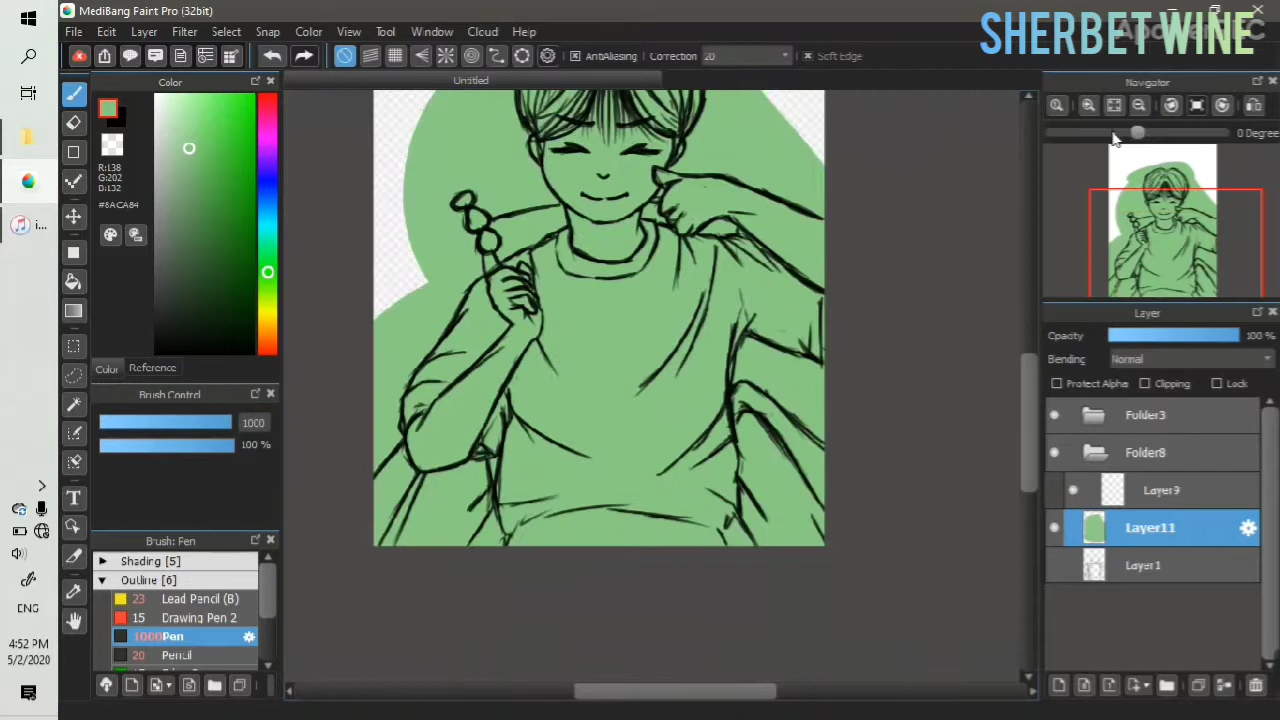 MediBang Paint Pro (32bit)
SHERBET WINE
File Edit Layer Filter Select Snap Color View Tool Window Cloud Help
AntiAliasing Correction 20 Soft Edge
Color
Untitled
Navigator
0 Degree
R:138
G:202
B:132
#8ACA84
Color Reference
Brush Control
1000
100 %
Layer
Opacity 100 %
Bending Normal
Protect Alpha Clipping Lock
Folder3
Folder8
Layer9
Layer11
Layer1
Brush: Pen
Shading [5]
Outline [6]
23 Lead Pencil (B)
15 Drawing Pen 2
1000 Pen
20 Pencil
i...
ENG
4:52 PM
5/2/2020